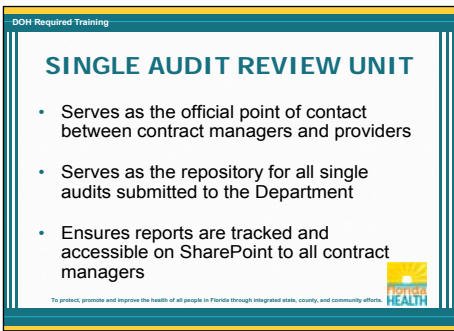 DOH Required Training
SINGLE AUDIT REVIEW UNIT
• Serves as the official point of contact
between contract managers and providers
• Serves as the repository for all single
audits submitted to the Department
• Ensures reports are tracked and
accessible on SharePoint to all contract
managers
To protect, promote and improve the health of all people in Florida through integrated state, county, and community efforts.
Florida
HEALTH